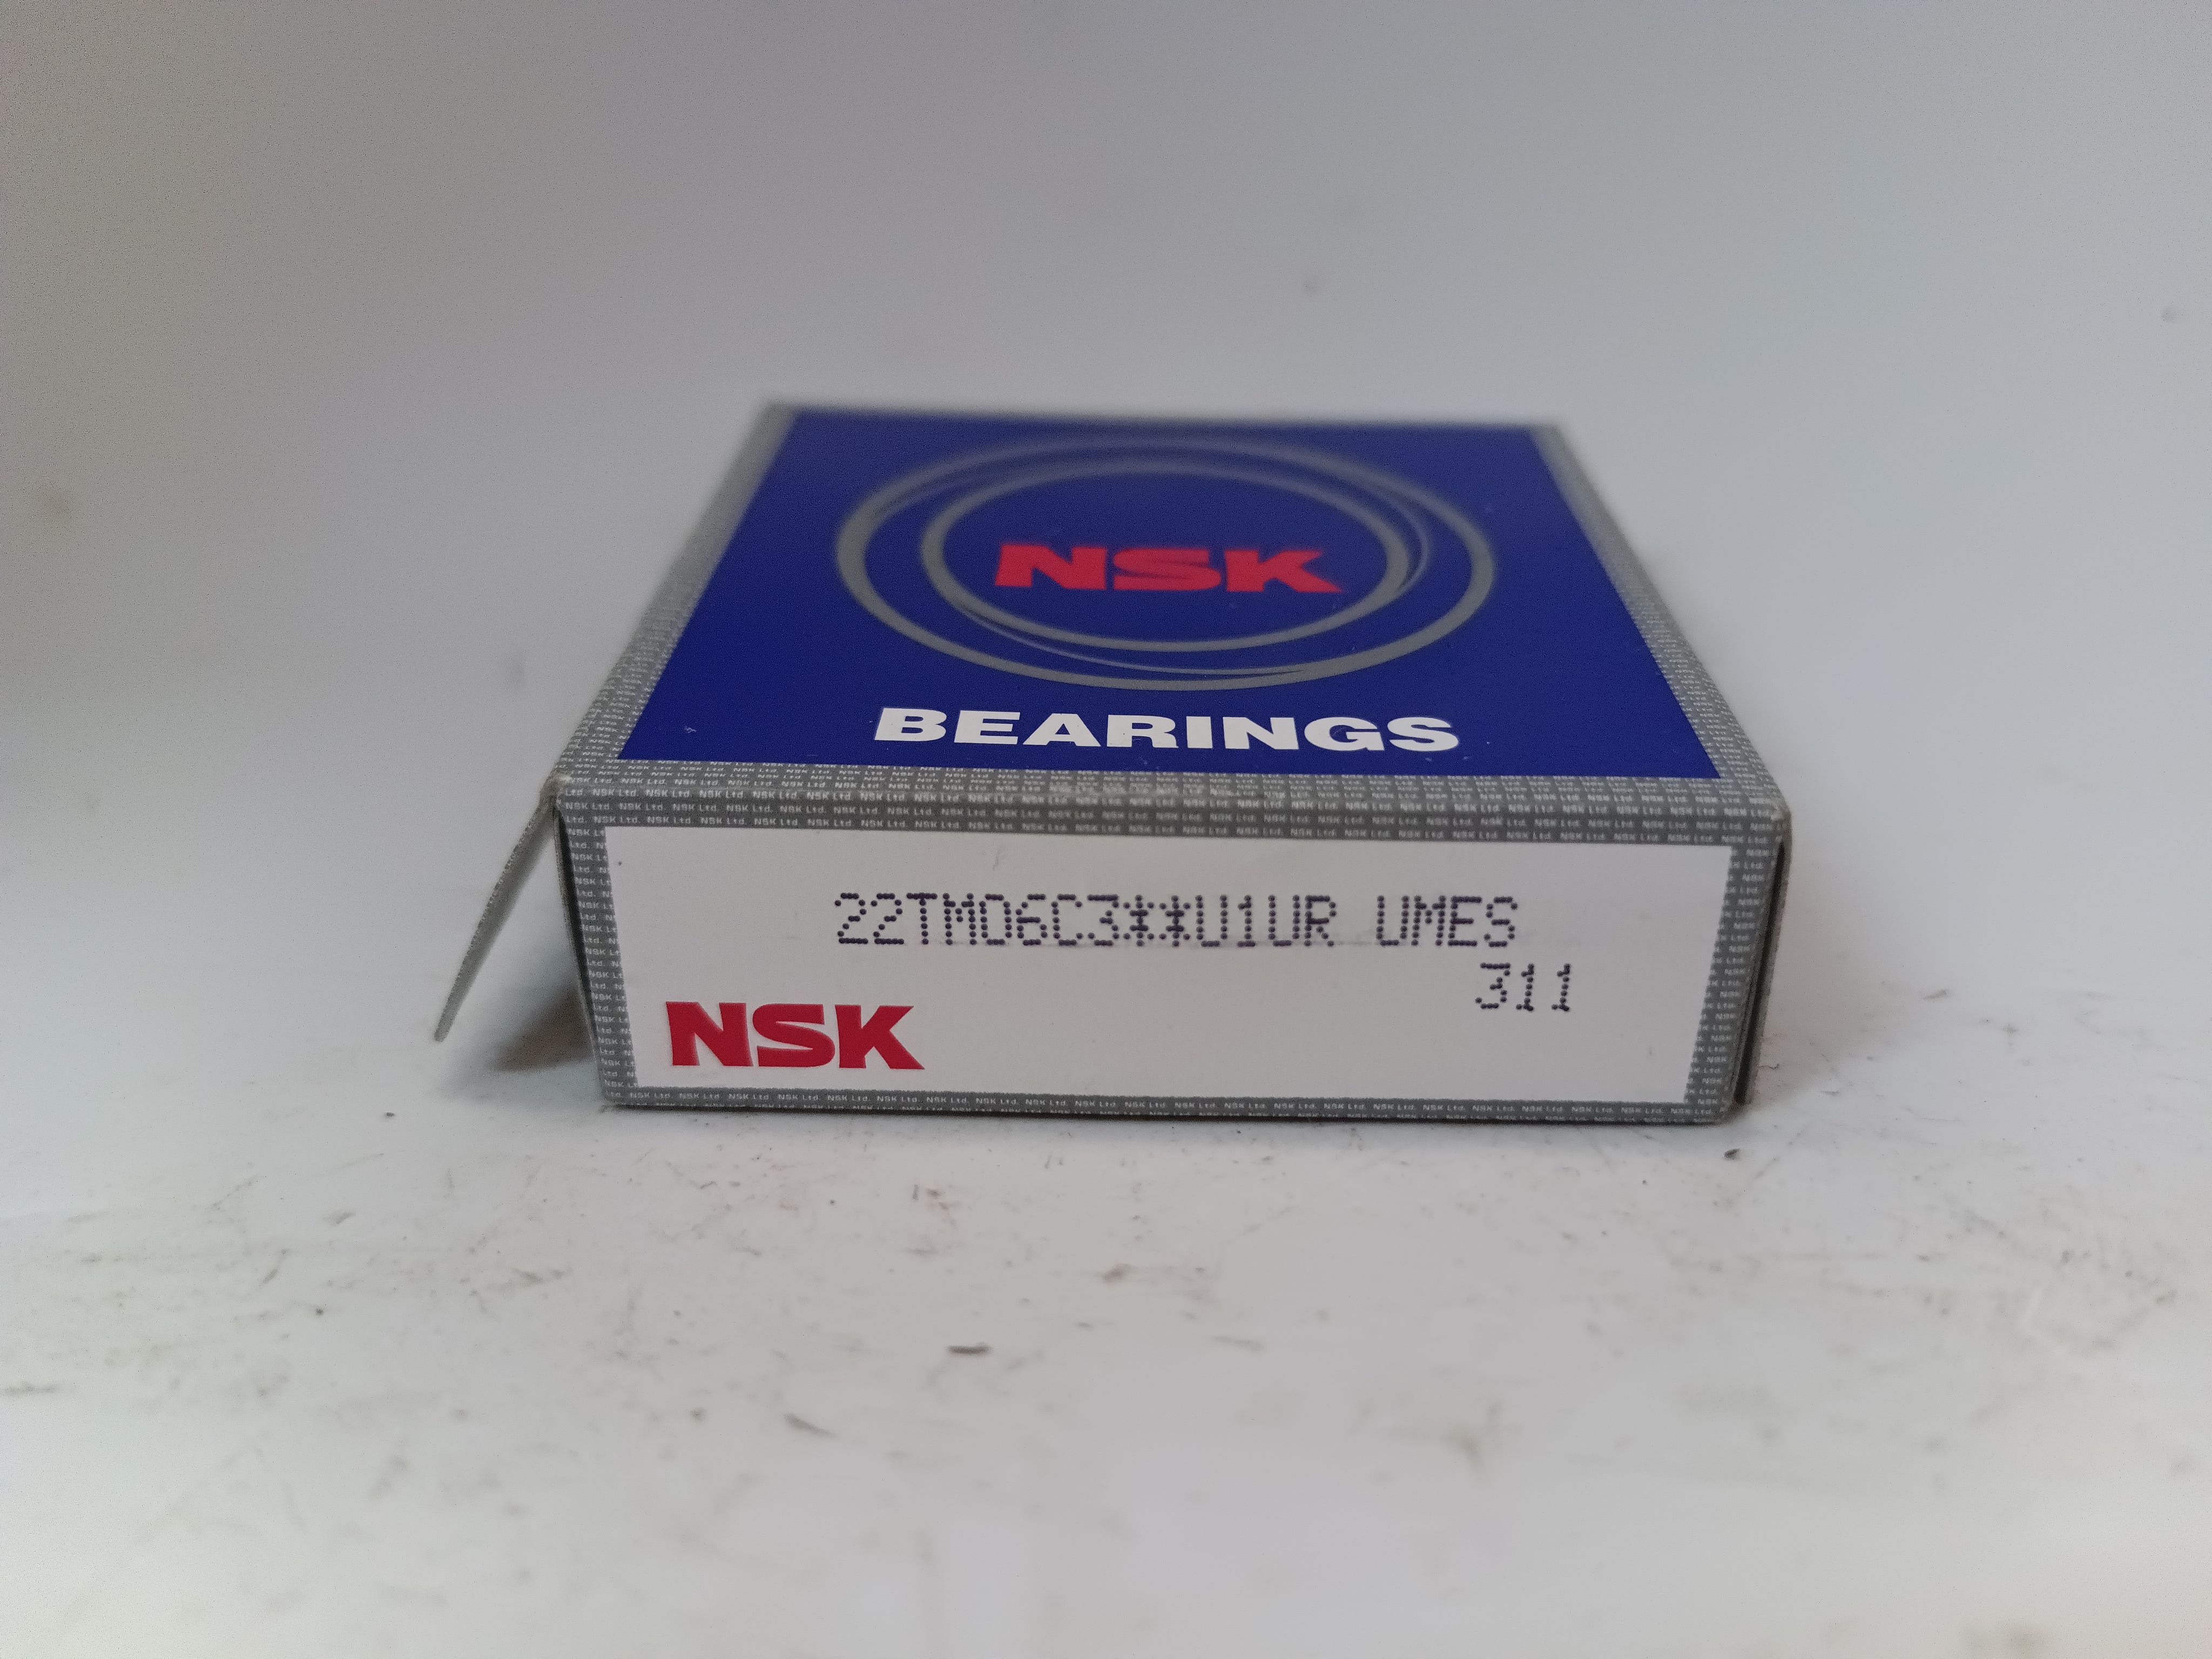 NSK
BEARINGS
22TM06C3**U1UR UMES
311
NSK